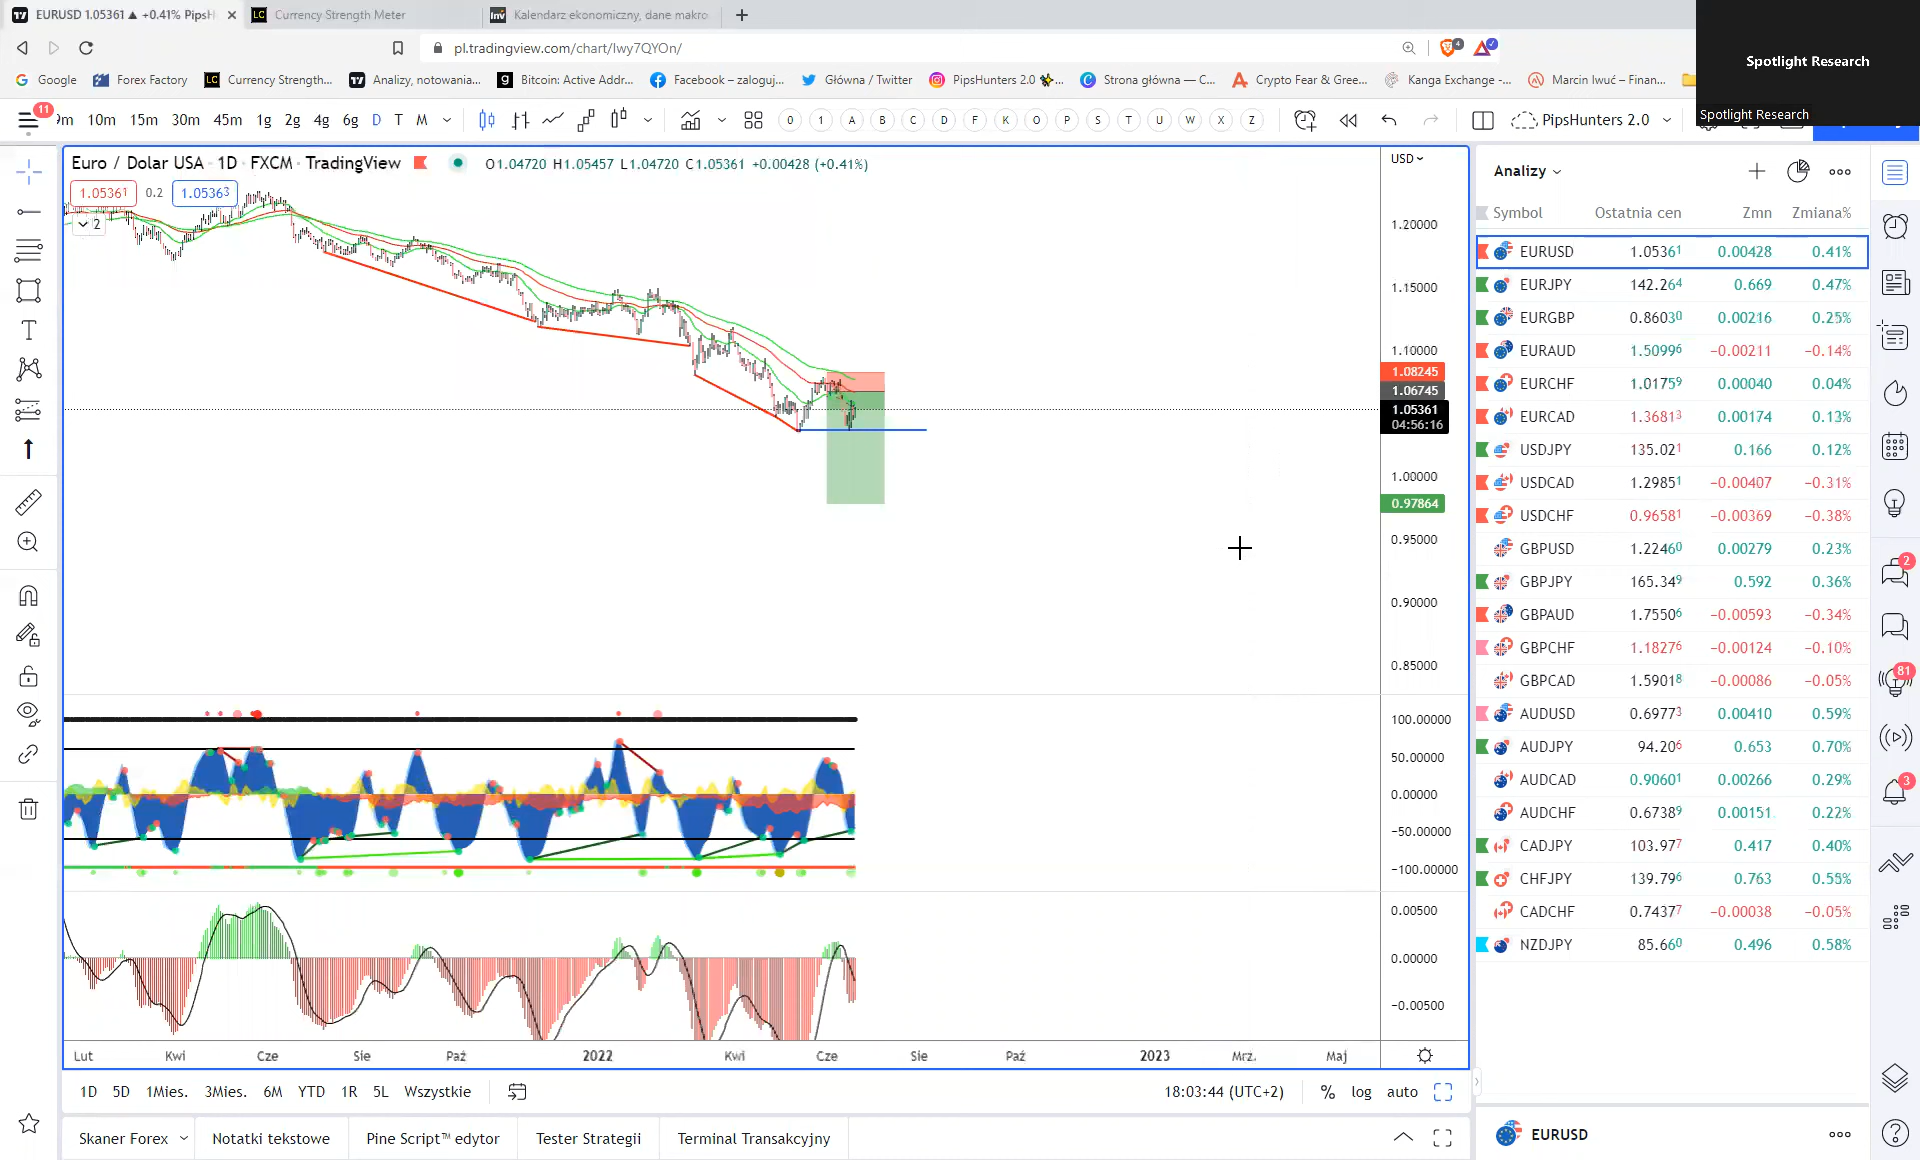 EURUSD 1.05361 ▲ +0.41% PipsH
Currency Strength Meter
Kalendarz ekonomiczny, dane makro
pl.tradingview.com/chart/Iwy7QYOn/
Google
Forex Factory
Currency Strength...
Analizy, notowania...
Bitcoin: Active Addr...
Facebook – zaloguj...
Główna / Twitter
PipsHunters 2.0
Strona główna — C...
Crypto Fear & Gree...
Kanga Exchange -...
Marcin Iwuć – Finan...
Spotlight Research
Spotlight Research
11
9m 10m 15m 30m 45m 1g 2g 4g 6g D T M
0 1 A B C D F K O P S T U W X Z
PipsHunters 2.0
Euro / Dolar USA · 1D · FXCM · TradingView
O1.04720 H1.05457 L1.04720 C1.05361 +0.00428 (+0.41%)
1.05361 0.2 1.05363
2
USD
1.20000
1.15000
1.10000
1.08245
1.06745
1.05361
04:56:16
1.00000
0.97864
0.95000
0.90000
0.85000
100.00000
50.00000
0.00000
−50.00000
−100.00000
0.00500
0.00000
−0.00500
Lut Kwi Cze Sie Paź 2022 Kwi Cze Sie Paź 2023 Mrz. Maj
1D 5D 1Mies. 3Mies. 6M YTD 1R 5L Wszystkie
18:03:44 (UTC+2) % log auto
Skaner Forex Notatki tekstowe Pine Script™ edytor Tester Strategii Terminal Transakcyjny
Analizy
Symbol Ostatnia cen Zmn Zmiana%
EURUSD 1.05361 0.00428 0.41%
EURJPY 142.264 0.669 0.47%
EURGBP 0.86030 0.00216 0.25%
EURAUD 1.50996 −0.00211 −0.14%
EURCHF 1.01759 0.00040 0.04%
EURCAD 1.36813 0.00174 0.13%
USDJPY 135.021 0.166 0.12%
USDCAD 1.29851 −0.00407 −0.31%
USDCHF 0.96581 −0.00369 −0.38%
GBPUSD 1.22460 0.00279 0.23%
GBPJPY 165.349 0.592 0.36%
GBPAUD 1.75506 −0.00593 −0.34%
GBPCHF 1.18276 −0.00124 −0.10%
GBPCAD 1.59018 −0.00086 −0.05%
AUDUSD 0.69773 0.00410 0.59%
AUDJPY 94.206 0.653 0.70%
AUDCAD 0.90601 0.00266 0.29%
AUDCHF 0.67389 0.00151 0.22%
CADJPY 103.977 0.417 0.40%
CHFJPY 139.796 0.763 0.55%
CADCHF 0.74377 −0.00038 −0.05%
NZDJPY 85.660 0.496 0.58%
EURUSD
2
81
3